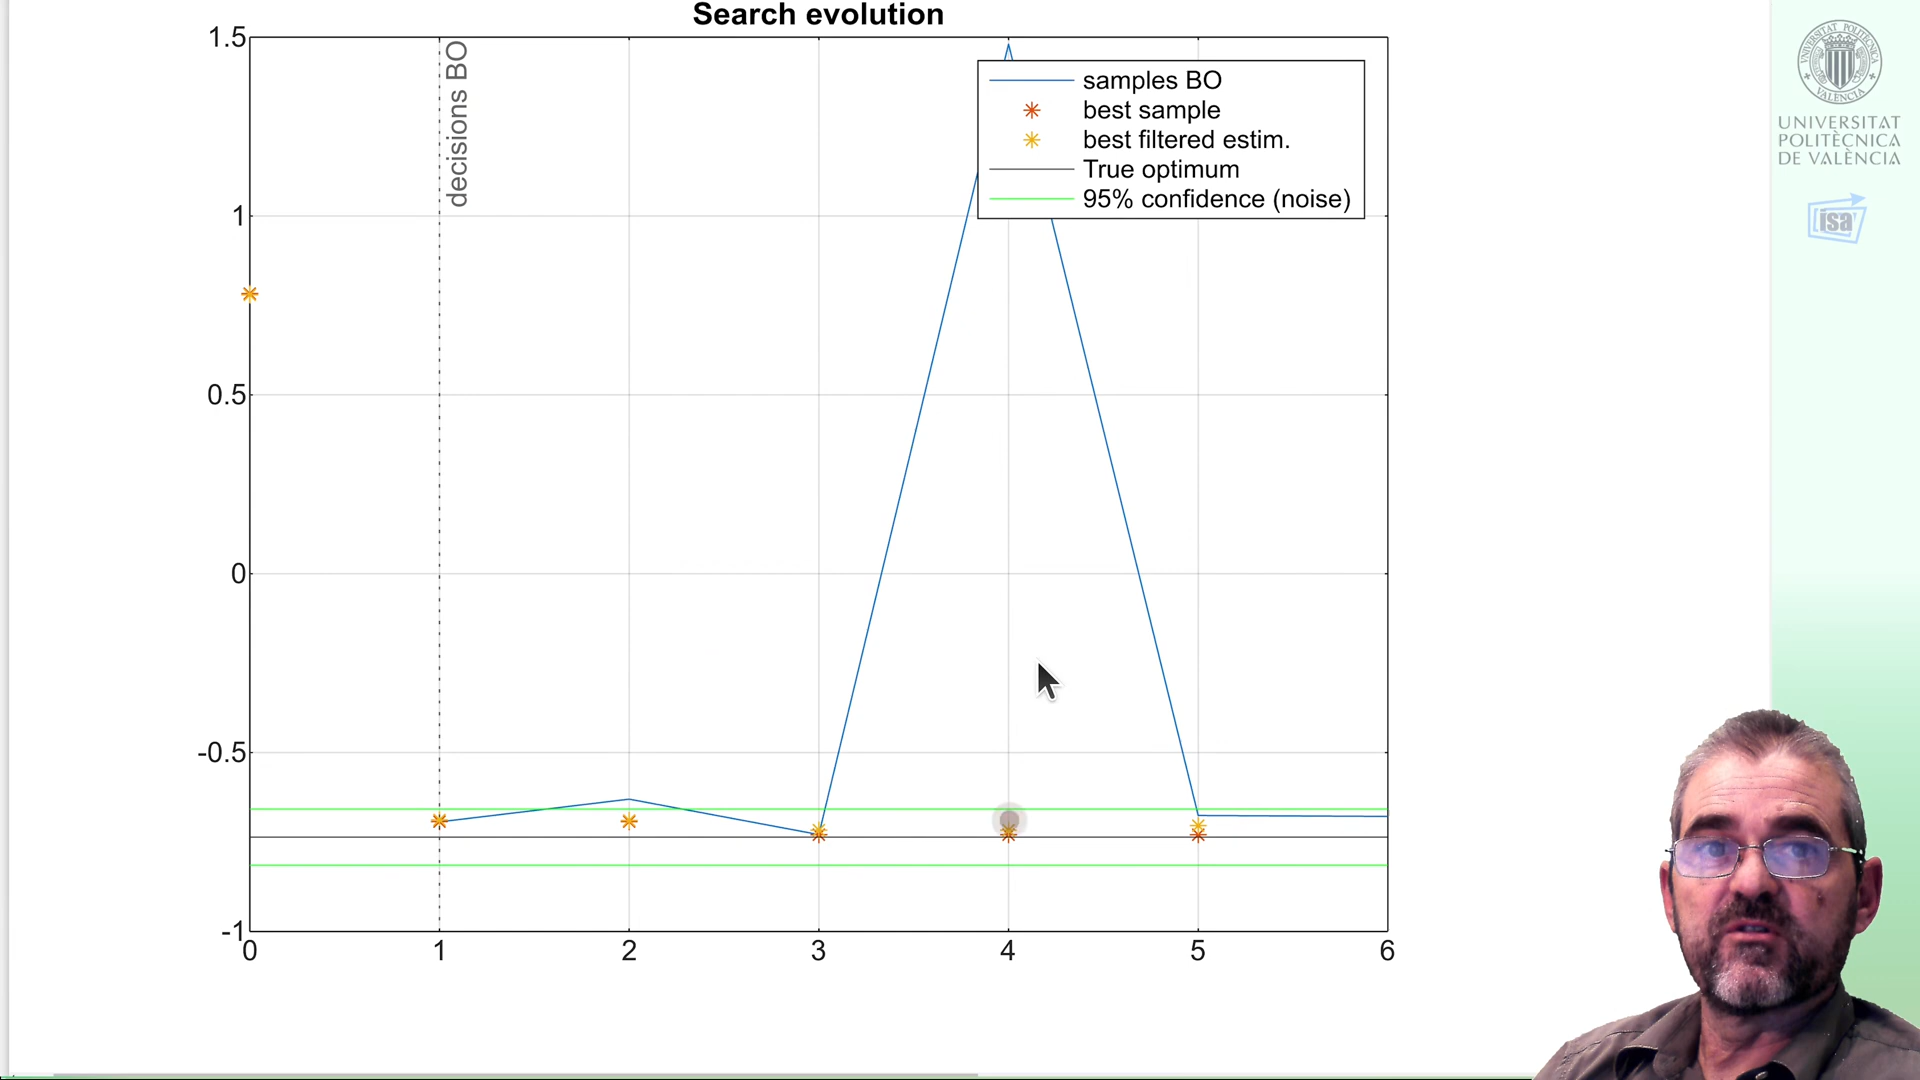 Search evolution
1.5
1
0.5
0
-0.5
-1
decisions BO
samples BO
best sample
best filtered estim.
True optimum
95% confidence (noise)
0 1 2 3 4 5 6
UNIVERSITAT
POLITÈCNICA
DE VALÈNCIA
isa